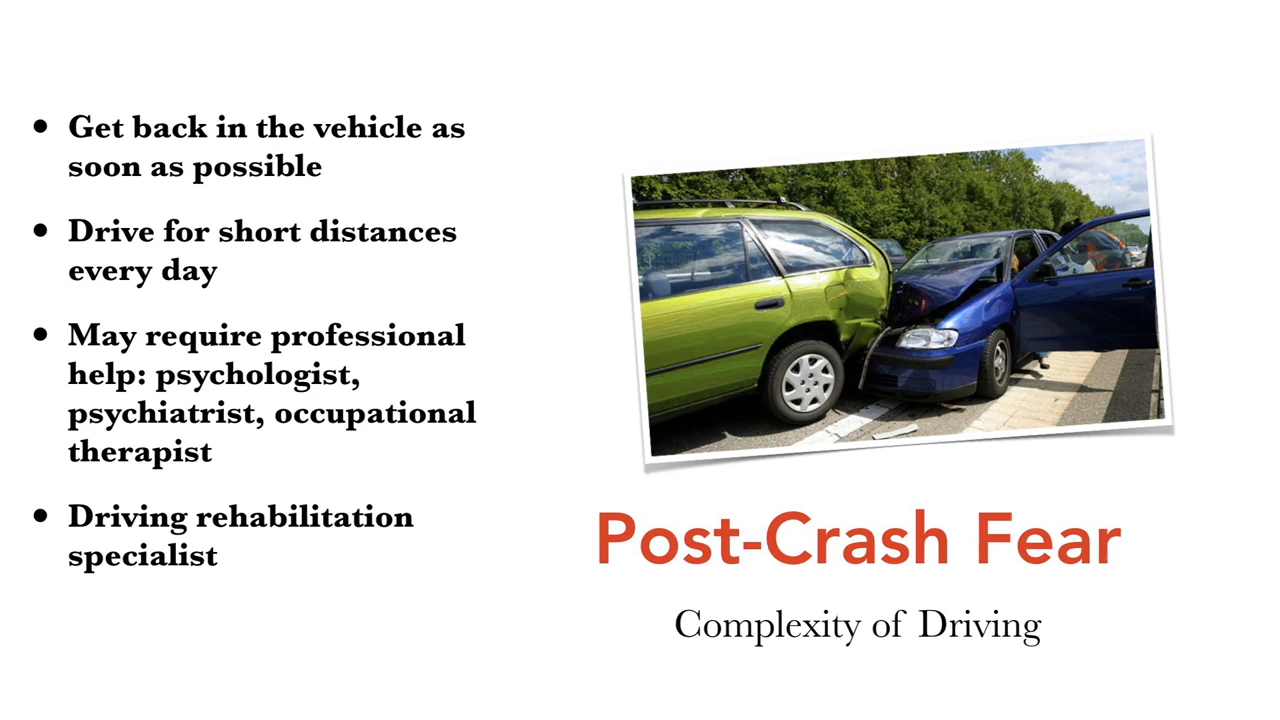 • Get back in the vehicle as
soon as possible
• Drive for short distances
every day
• May require professional
help: psychologist,
psychiatrist, occupational
therapist
• Driving rehabilitation
specialist
Post-Crash Fear
Complexity of Driving